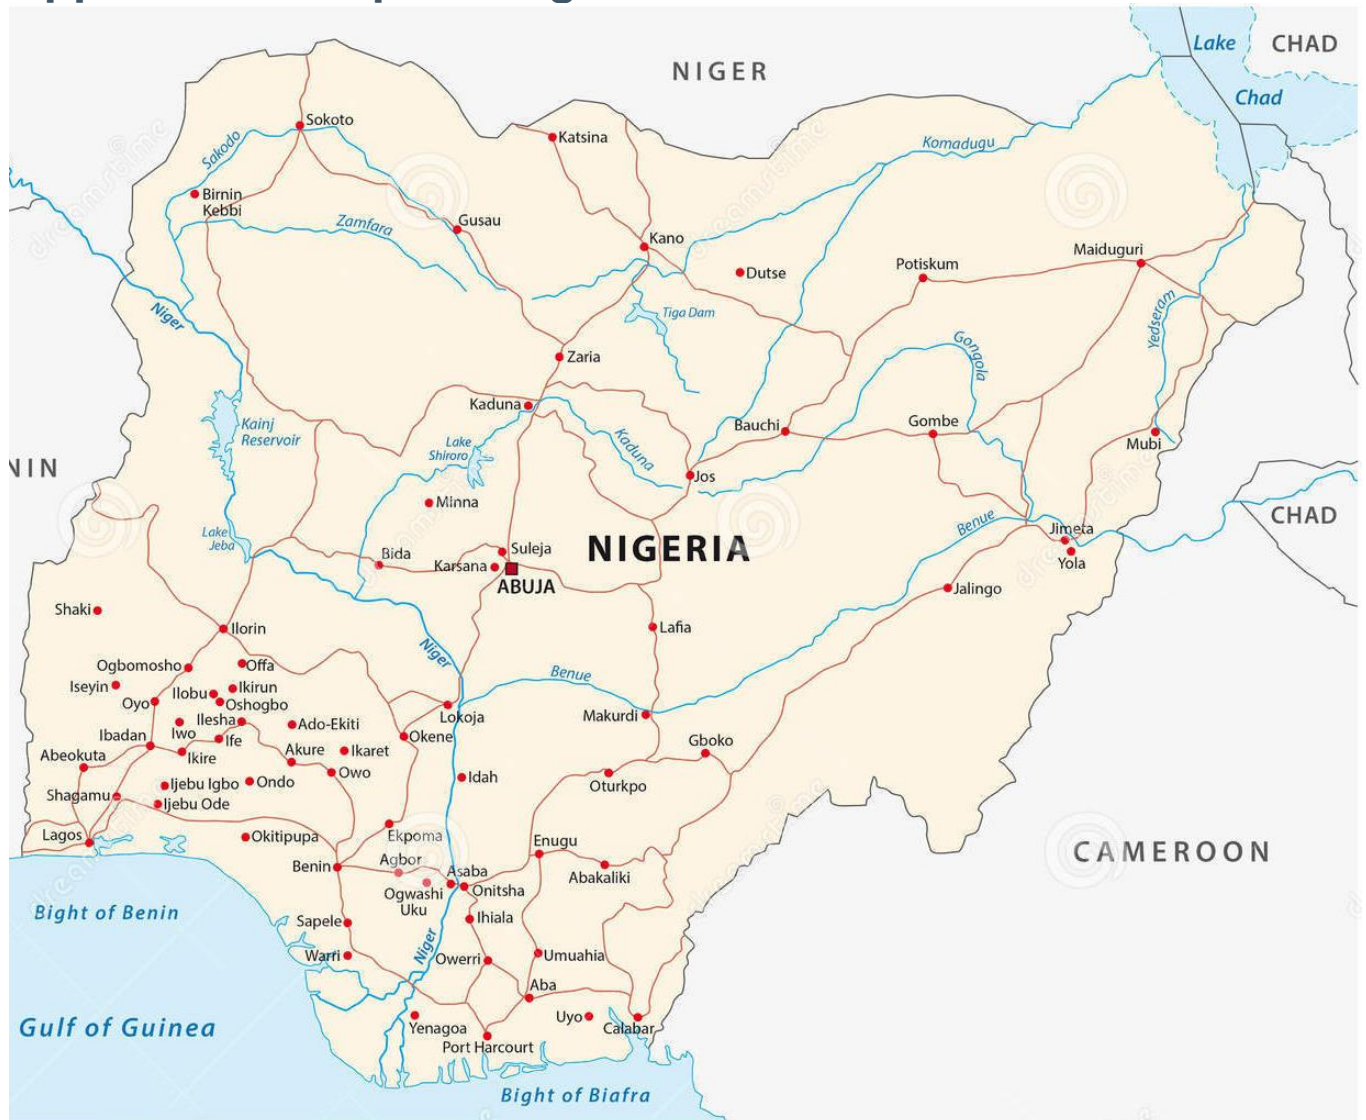 NIGER
Lake
Chad
CHAD
Sokoto
Katsina
Sakodo
Komadugu
Birnin
Kebbi
Zamfara
Gusau
Kano
Dutse
Potiskum
Maiduguri
Niger
Tiga Dam
Yedseram
Zaria
Gongola
Kaduna
Kainj
Reservoir
Lake
Shiroro
Kaduna
Bauchi
Gombe
Mubi
NIN
Jos
Minna
CHAD
Lake
Jeba
Bida
Suleja
Karsana
ABUJA
NIGERIA
Benue
Jimeta
Yola
Jalingo
Shaki
Ilorin
Lafia
Niger
Ogbomosho
Offa
Iseyin
Ilobu
Ikirun
Oyo
Oshogbo
Benue
Ilesha
Ado-Ekiti
Lokoja
Makurdi
Iwo
Ife
Ibadan
Okene
Gboko
Abeokuta
Ikire
Akure
Ikaret
Owo
Idah
Oturkpo
Ijebu Igbo
Ondo
Shagamu
Ijebu Ode
Lagos
Okitipupa
Ekpoma
Enugu
CAMEROON
Benin
Agbor
Asaba
Abakaliki
Ogwashi
Uku
Onitsha
Bight of Benin
Sapele
Ihiala
Warri
Niger
Owerri
Umuahia
Aba
Gulf of Guinea
Yenagoa
Uyo
Calabar
Port Harcourt
Bight of Biafra
dreamstime